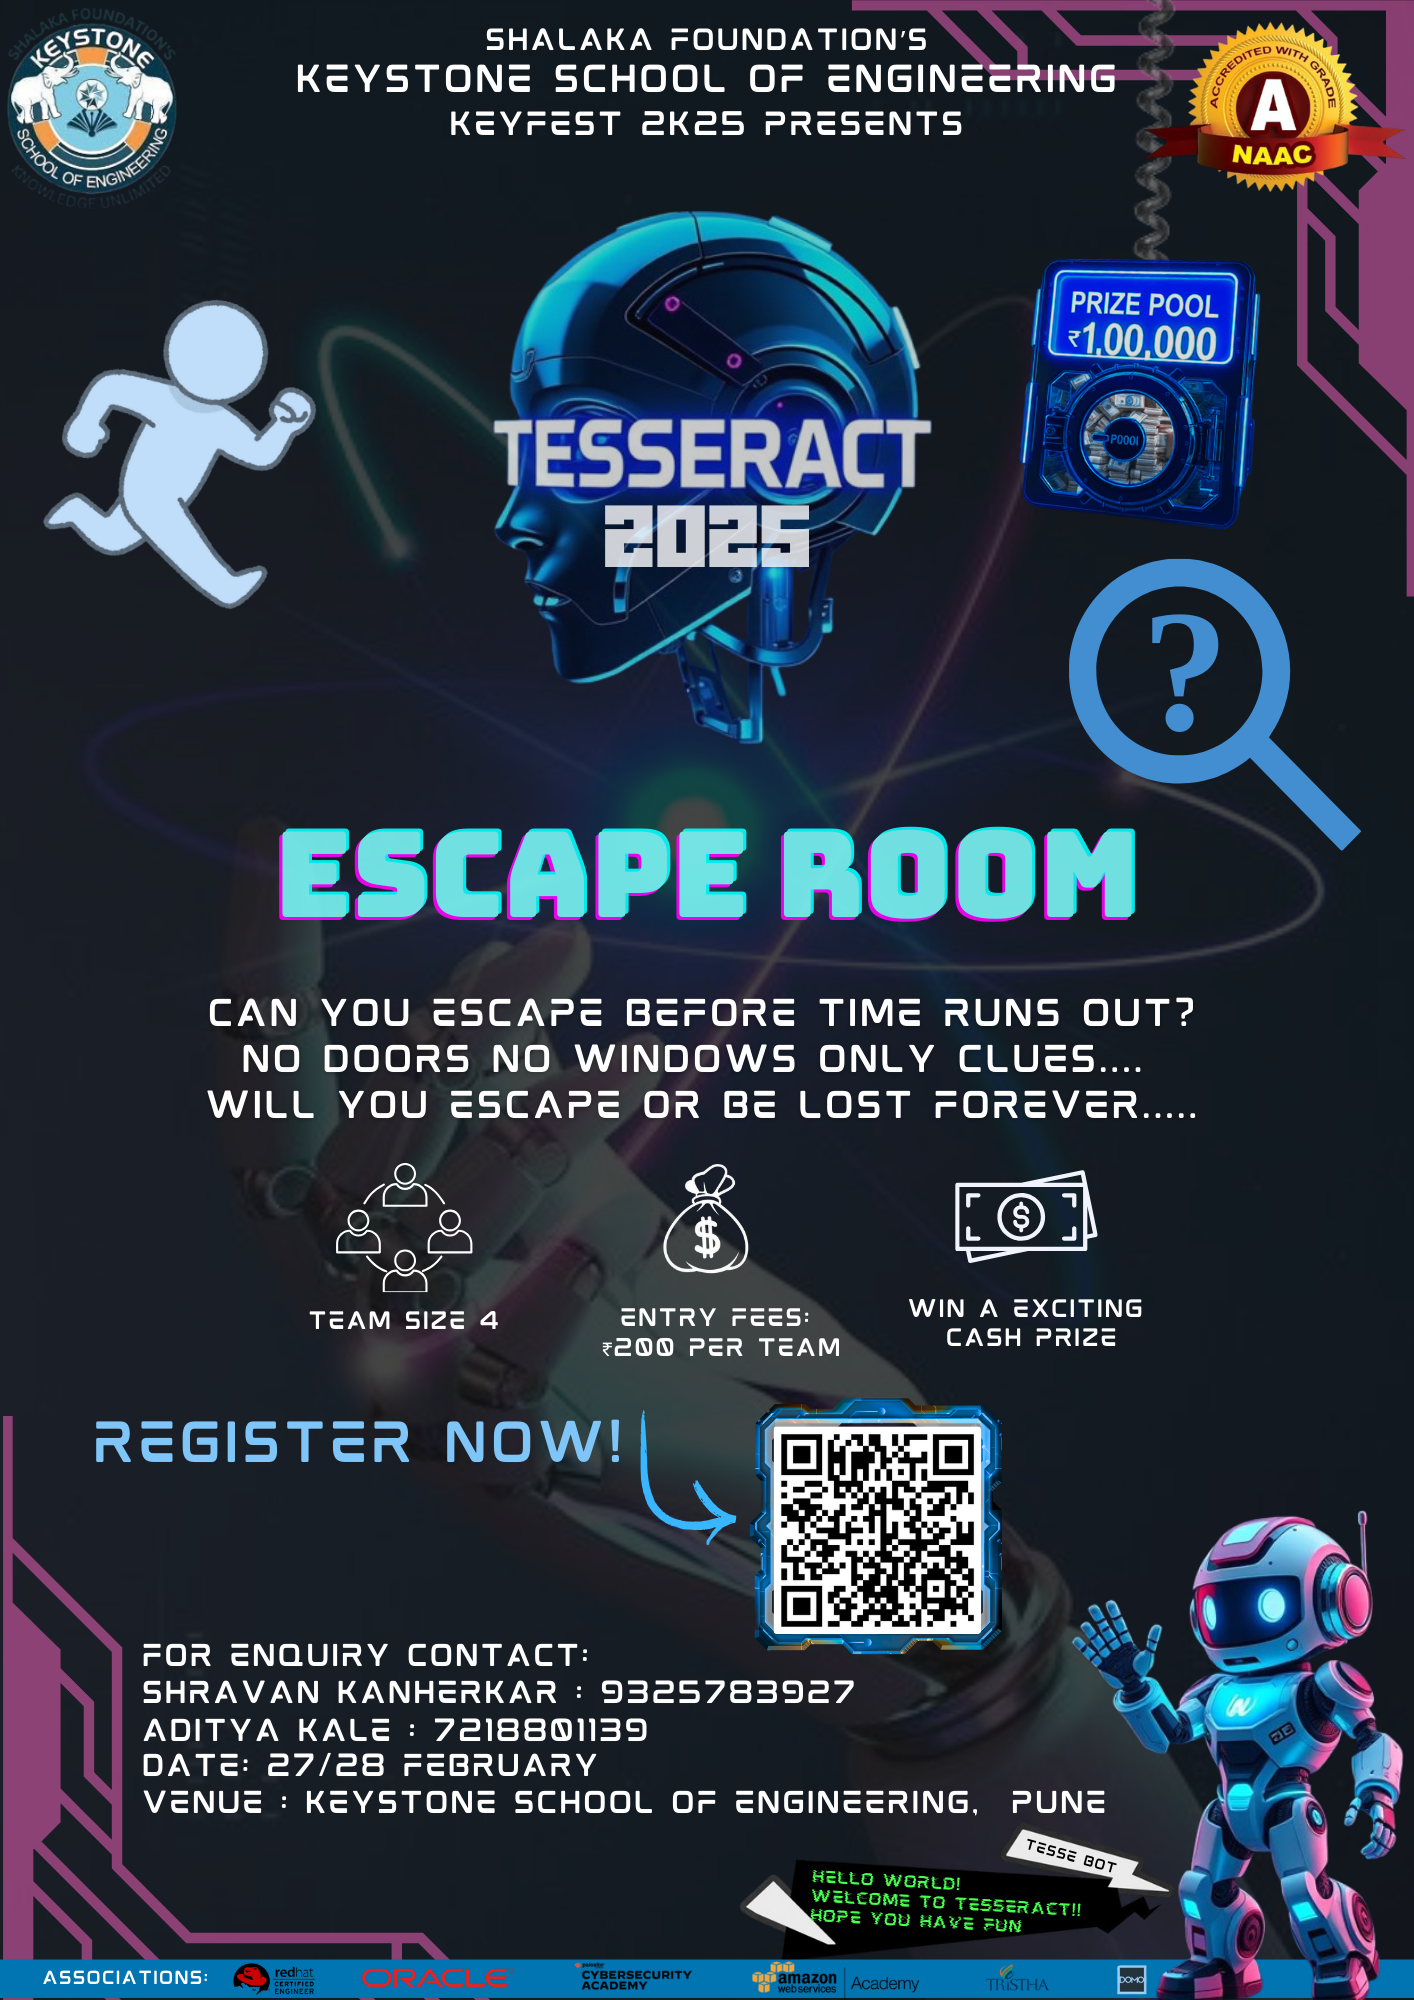 SHALAKA FOUNDATION'S
KEYSTONE
SCHOOL OF ENGINEERING
KNOWLEDGE UNLIMITED
SHALAKA FOUNDATION'S
KEYSTONE SCHOOL OF ENGINEERING
KEYFEST 2K25 PRESENTS
ACCREDITED WITH GRADE
A
NAAC
PRIZE POOL
₹1,00,000
POOOl
TESSERACT
2025
?
ESCAPE ROOM
CAN YOU ESCAPE BEFORE TIME RUNS OUT?
NO DOORS NO WINDOWS ONLY CLUES....
WILL YOU ESCAPE OR BE LOST FOREVER.....
TEAM SIZE 4
ENTRY FEES:
₹200 PER TEAM
WIN A EXCITING
CASH PRIZE
REGISTER NOW!
FOR ENQUIRY CONTACT:
SHRAVAN KANHERKAR : 9325783927
ADITYA KALE : 7218801139
DATE: 27/28 FEBRUARY
VENUE : KEYSTONE SCHOOL OF ENGINEERING, PUNE
TESSE BOT
HELLO WORLD!
WELCOME TO TESSERACT!!
HOPE YOU HAVE FUN
ASSOCIATIONS:
redhat
CERTIFIED
ENGINEER
ORACLE
CYBERSECURITY
ACADEMY
amazon
webservices
Academy
TRISTHA
DOMO